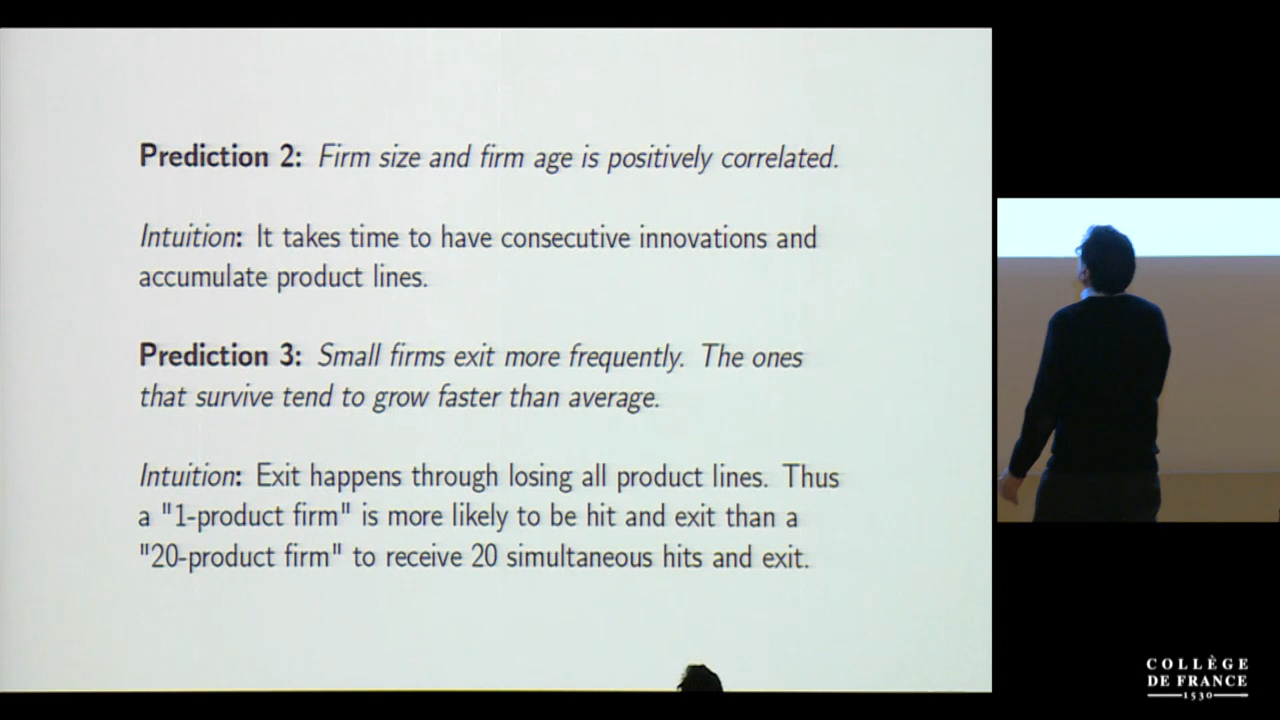 Prediction 2: Firm size and firm age is positively correlated.
Intuition: It takes time to have consecutive innovations and
accumulate product lines.
Prediction 3: Small firms exit more frequently. The ones
that survive tend to grow faster than average.
Intuition: Exit happens through losing all product lines. Thus
a "1-product firm" is more likely to be hit and exit than a
"20-product firm" to receive 20 simultaneous hits and exit.
COLLÈGE
DE FRANCE
1530